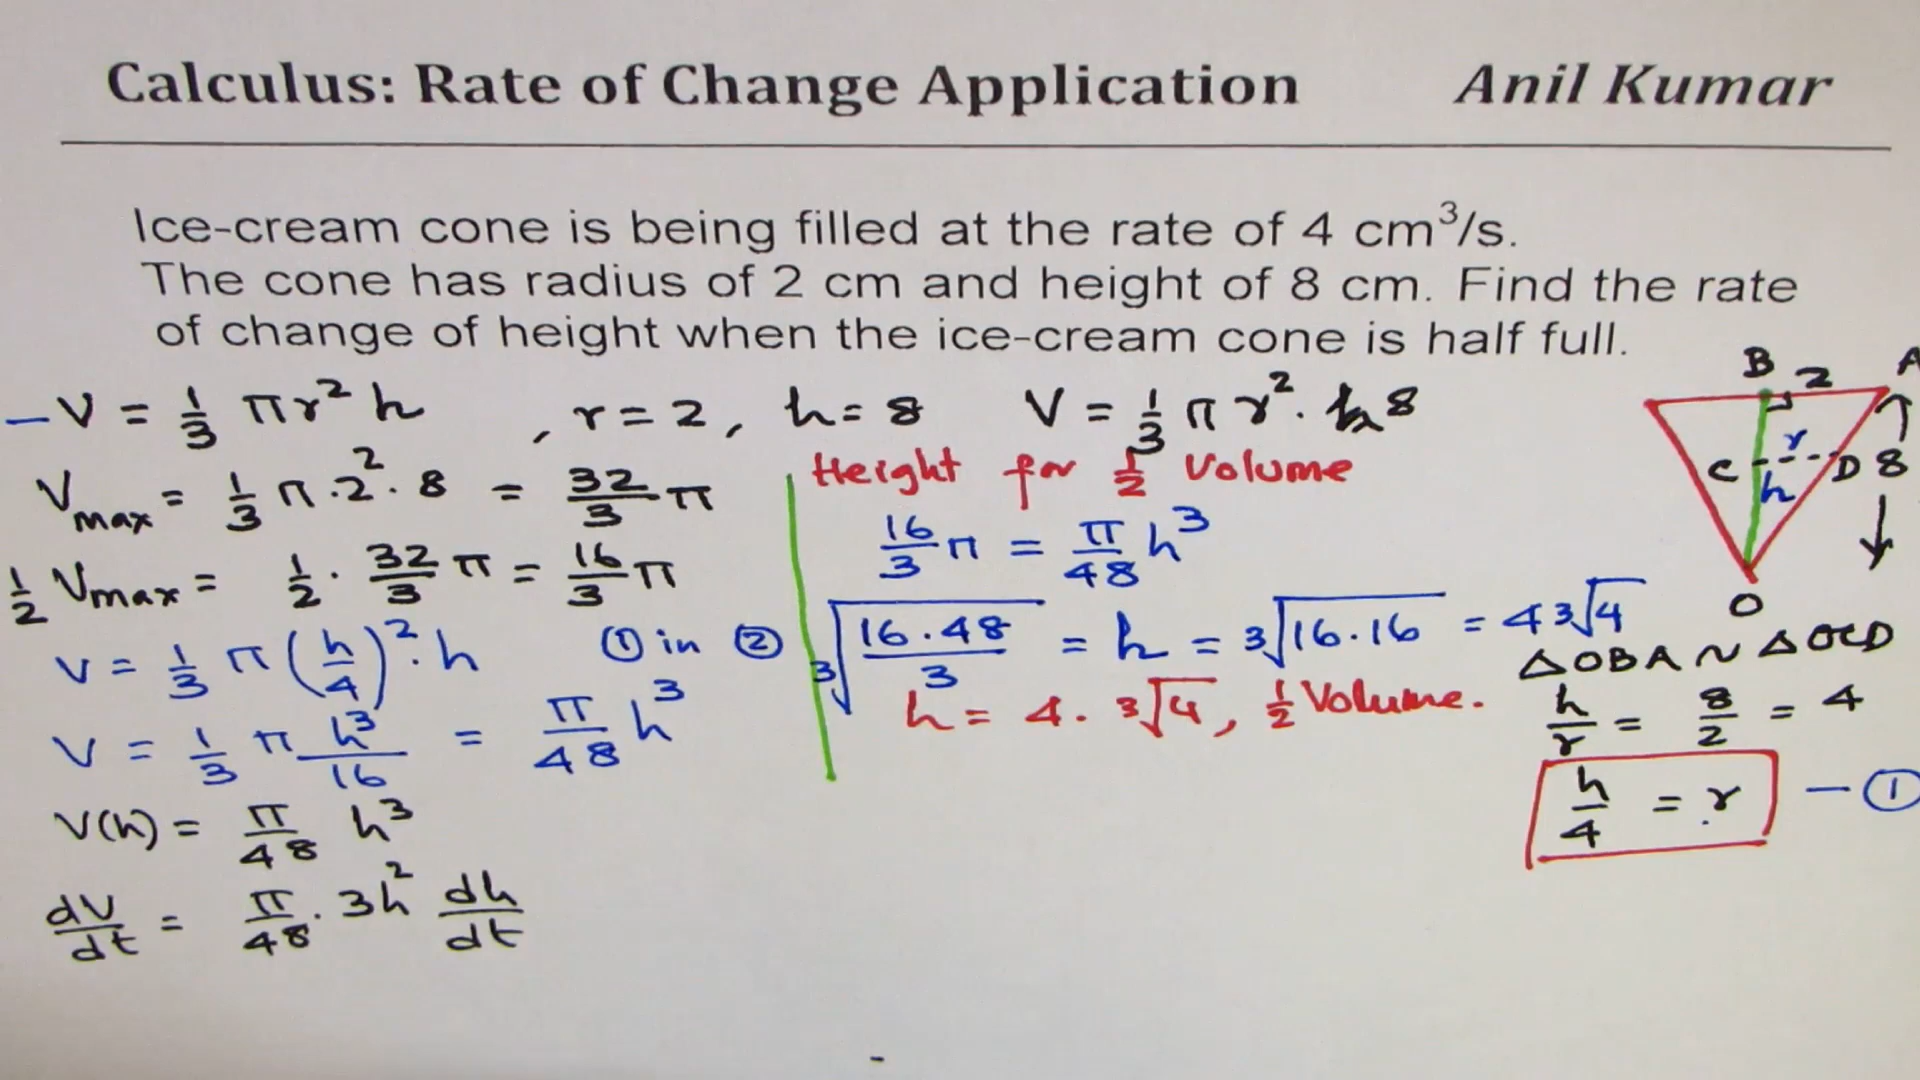 Calculus: Rate of Change Application Anil Kumar
Ice-cream cone is being filled at the rate of 4 cm³/s.
The cone has radius of 2 cm and height of 8 cm. Find the rate
of change of height when the ice-cream cone is half full.
— V = 1/3 πr² h , r = 2 , h = 8 V = 1/3 π r² · 8
Vmax = 1/3 π · 2² · 8 = 32/3 π
1/2 Vmax = 1/2 · 32/3 π = 16/3 π
V = 1/3 π (h/4)² · h ① in ②
V = 1/3 π h³/16 = π/48 h³
V(h) = π/48 h³
dV/dt = π/48 · 3h² dh/dt
Height for 1/2 Volume
16/3 π = π/48 h³
∛(16 · 48 / 3) = h = ∛(16 · 16) = 4 ∛4
h = 4 · ∛4 , 1/2 Volume.
B 2 A
C r D 8
h
O
△OBA ~ △OCD
h/r = 8/2 = 4
h/4 = r — ①